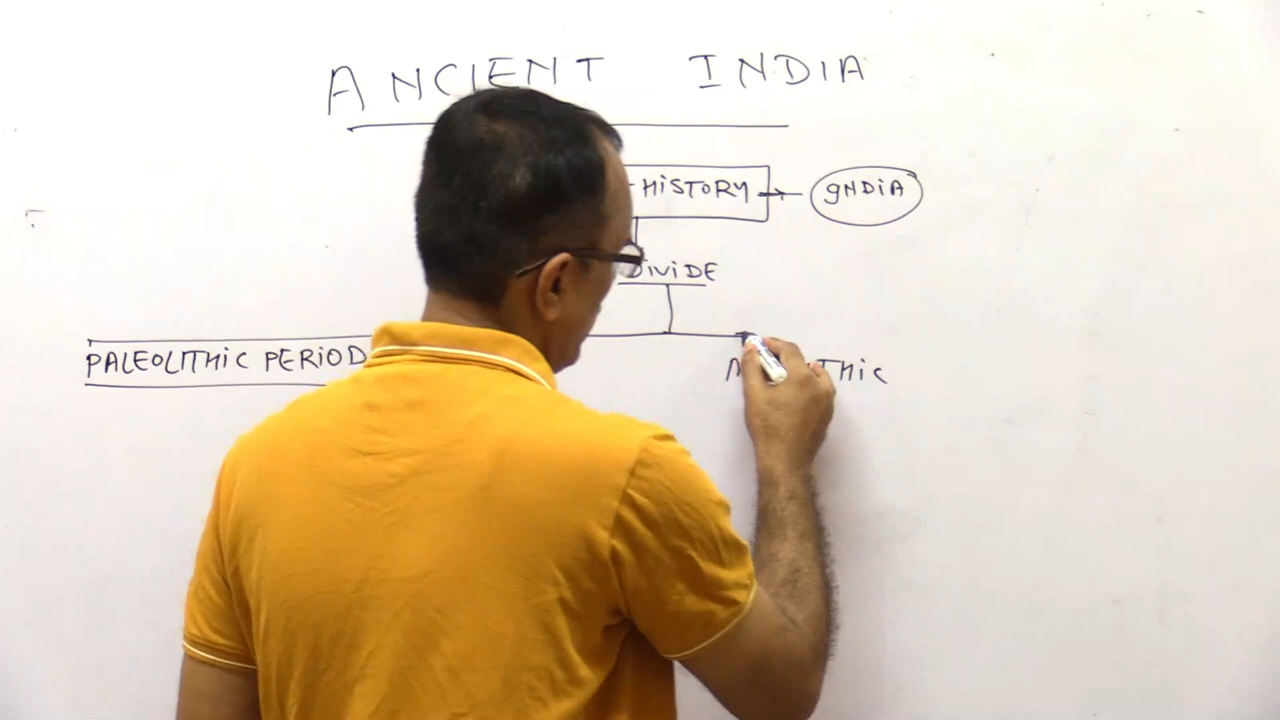 ANCIENT INDIA
HISTORY gNDiA
DiViDE
PALEOLITHIC PERIOD